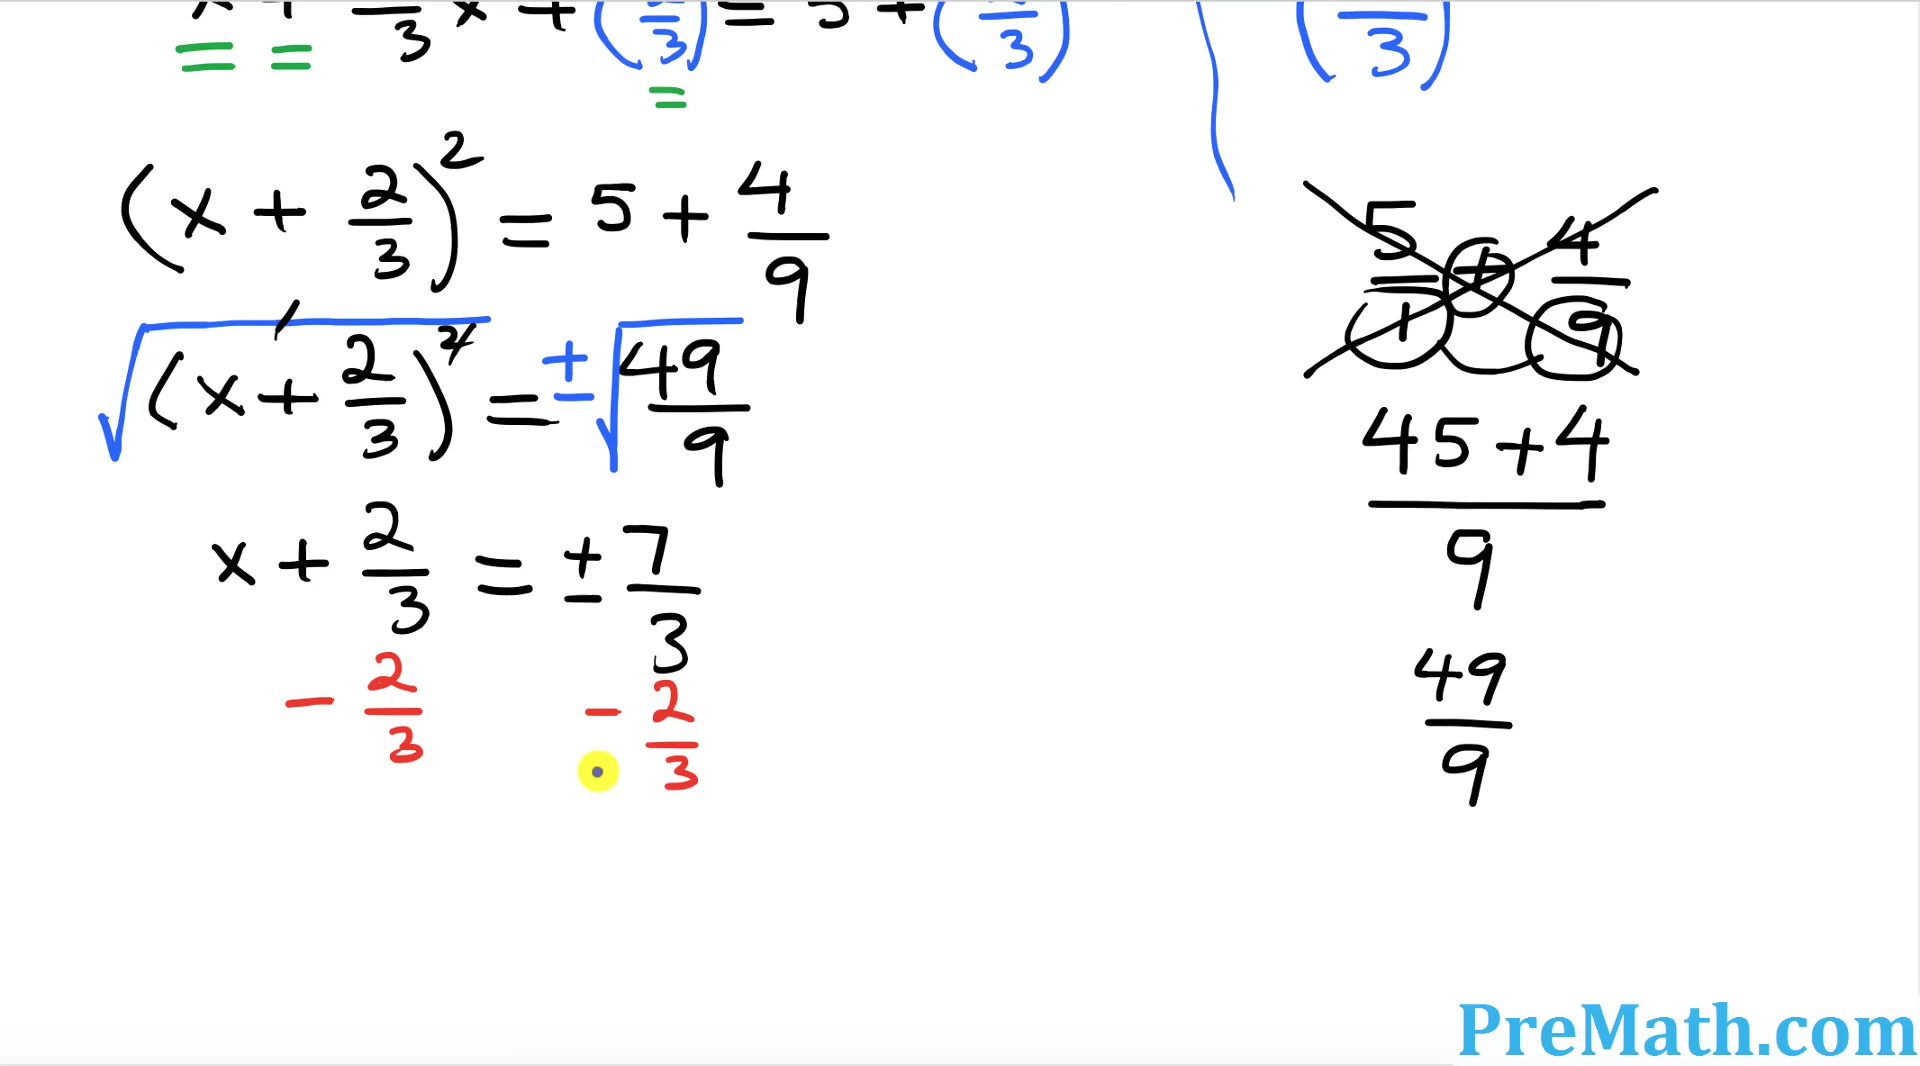 (x + 2/3)² = 5 + 4/9
√(x + 2/3)² = ± √49/9
x + 2/3 = ± 7/3
- 2/3 - 2/3
5/1 + 4/9
45 + 4
9
49
9
PreMath.com